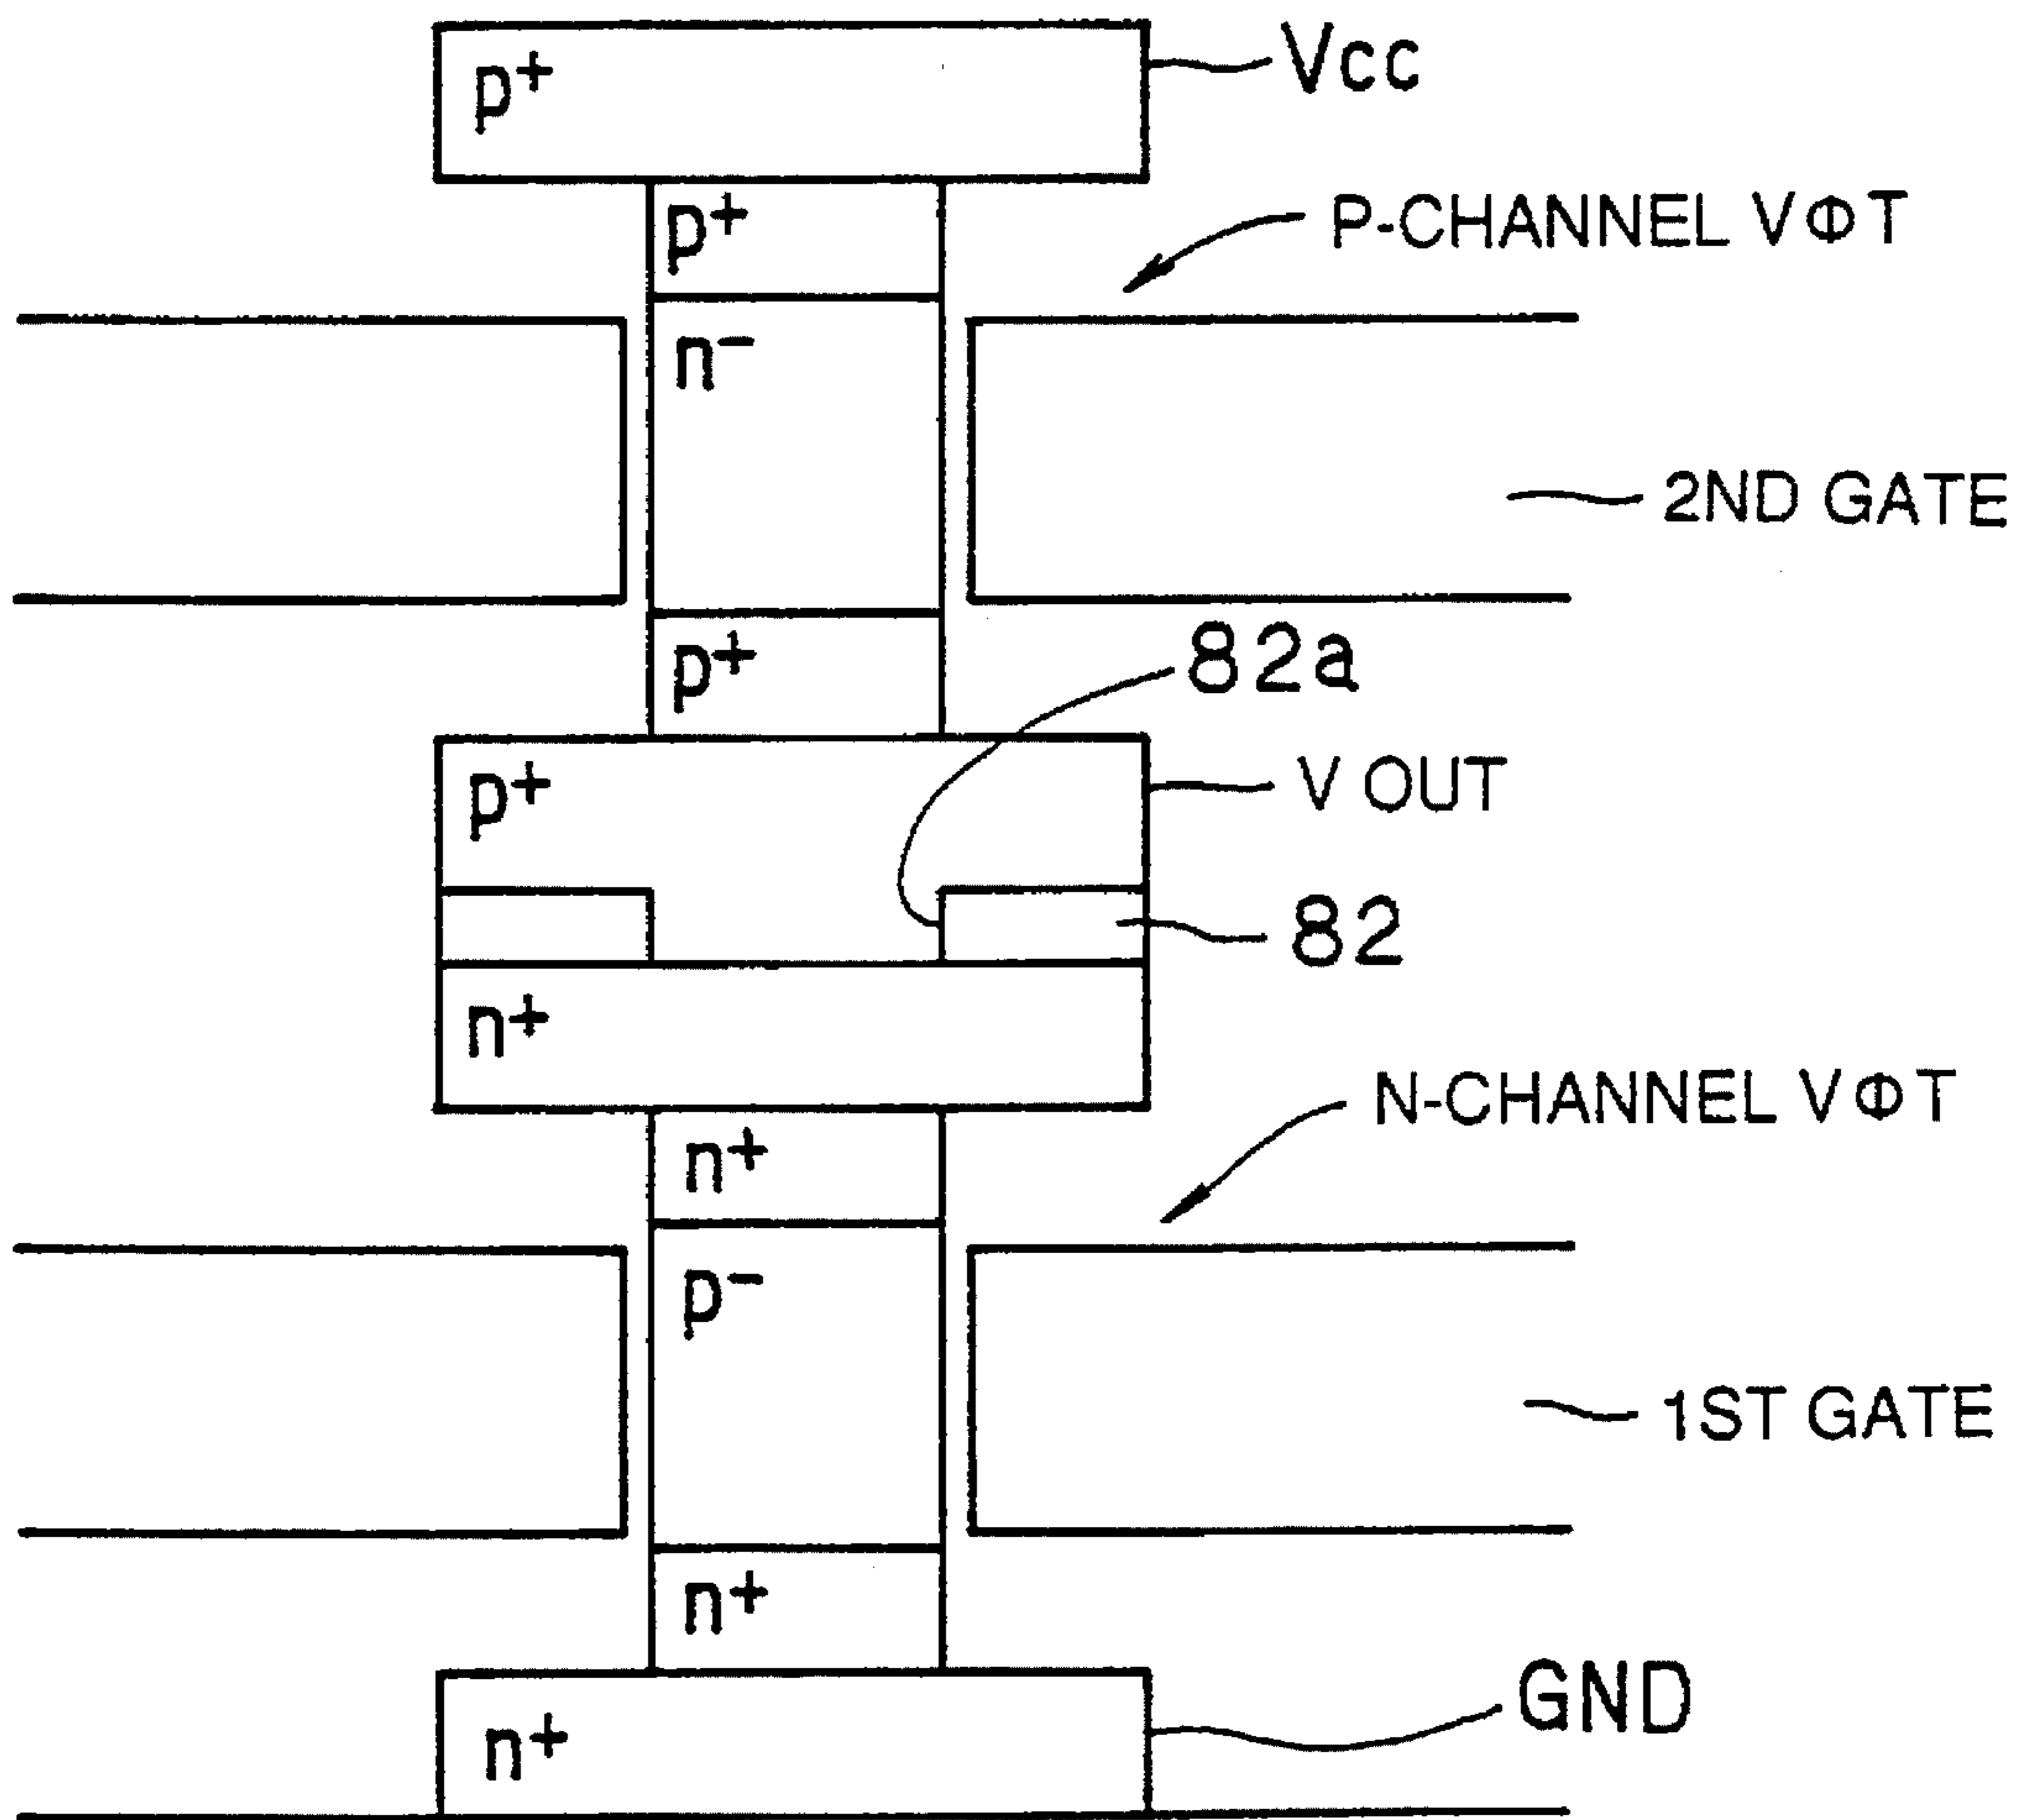 p+
Vcc
p+
P-CHANNEL VΦT
n−
2ND GATE
p+
82a
p+
V OUT
82
n+
N-CHANNEL VΦT
n+
p−
1ST GATE
n+
GND
n+